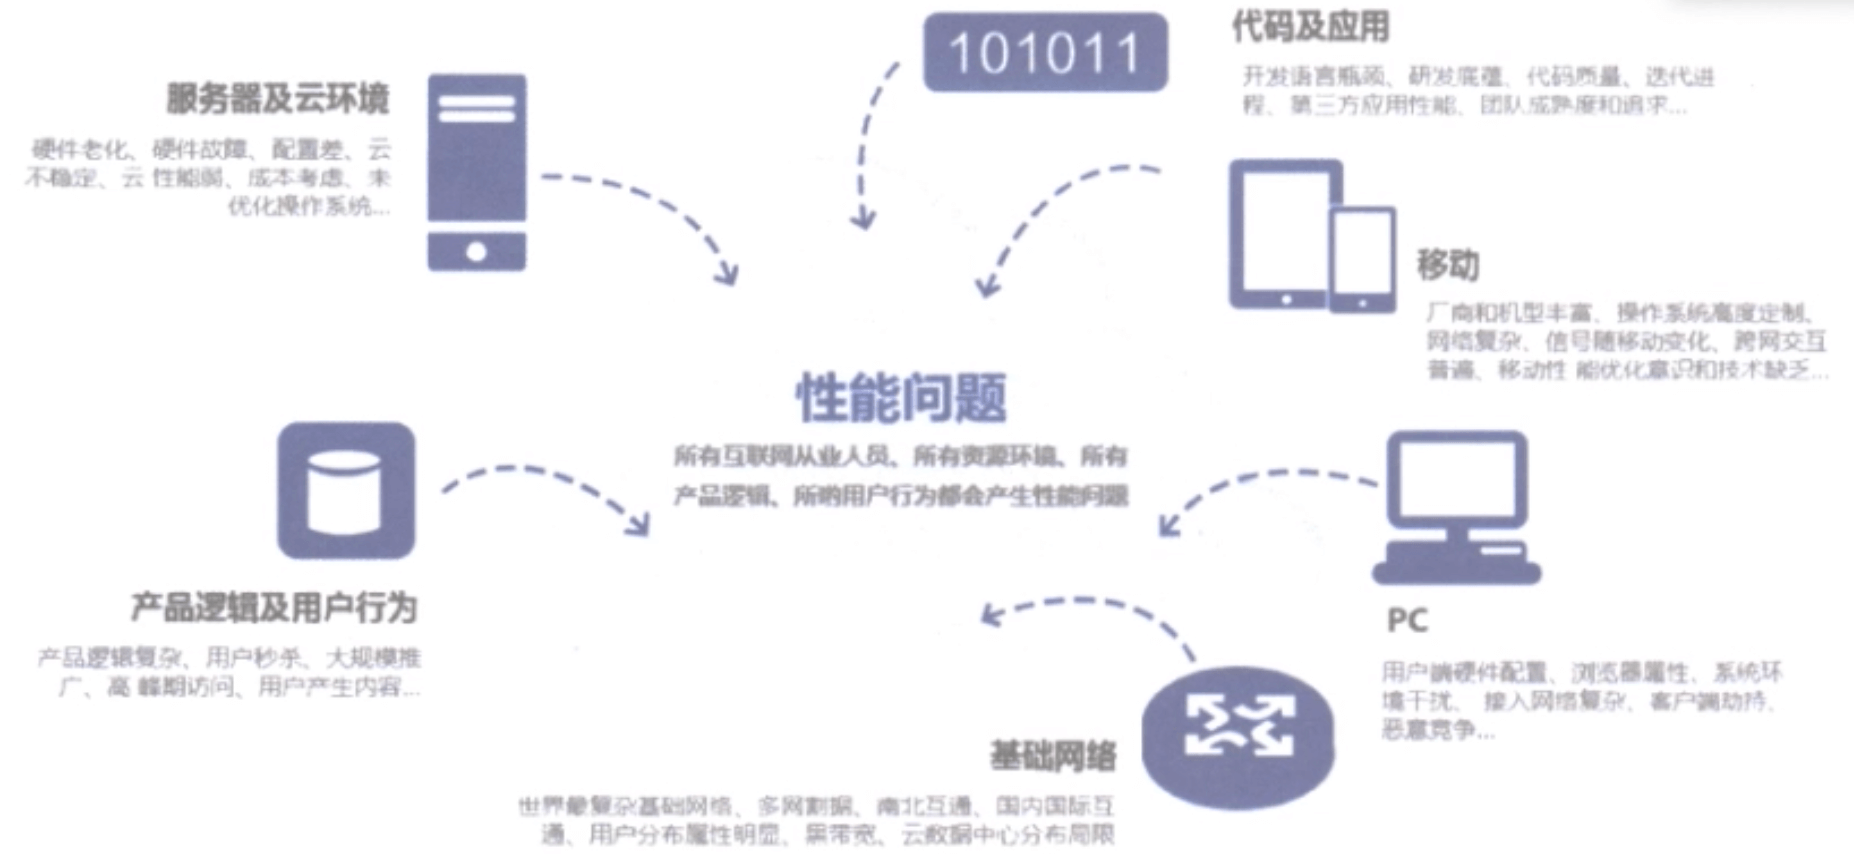 101011
代码及应用
开发语言瓶颈、研发底蕴、代码质量、迭代进
程、第三方应用性能、团队成熟度和追求...
服务器及云环境
硬件老化、硬件故障、配置差、云
不稳定、云 性能弱、成本考虑、未
优化操作系统...
移动
厂商和机型丰富、操作系统高度定制、
网络复杂、信号随移动变化、跨网交互
普遍、移动性 能优化意识和技术缺乏...
性能问题
所有互联网从业人员、所有资源环境、所有
产品逻辑、所的用户行为都会产生性能问题
产品逻辑及用户行为
产品逻辑复杂、用户秒杀、大规模推
广、高 峰期访问、用户产生内容...
PC
用户端硬件配置、浏览器属性、系统环
境干扰、 接入网络复杂、客户端劫持、
恶意竞争...
基础网络
世界最复杂基础网络、多网割据、南北互通、国内国际互
通、用户分布属性明显、黑带宽、云数据中心分布局限